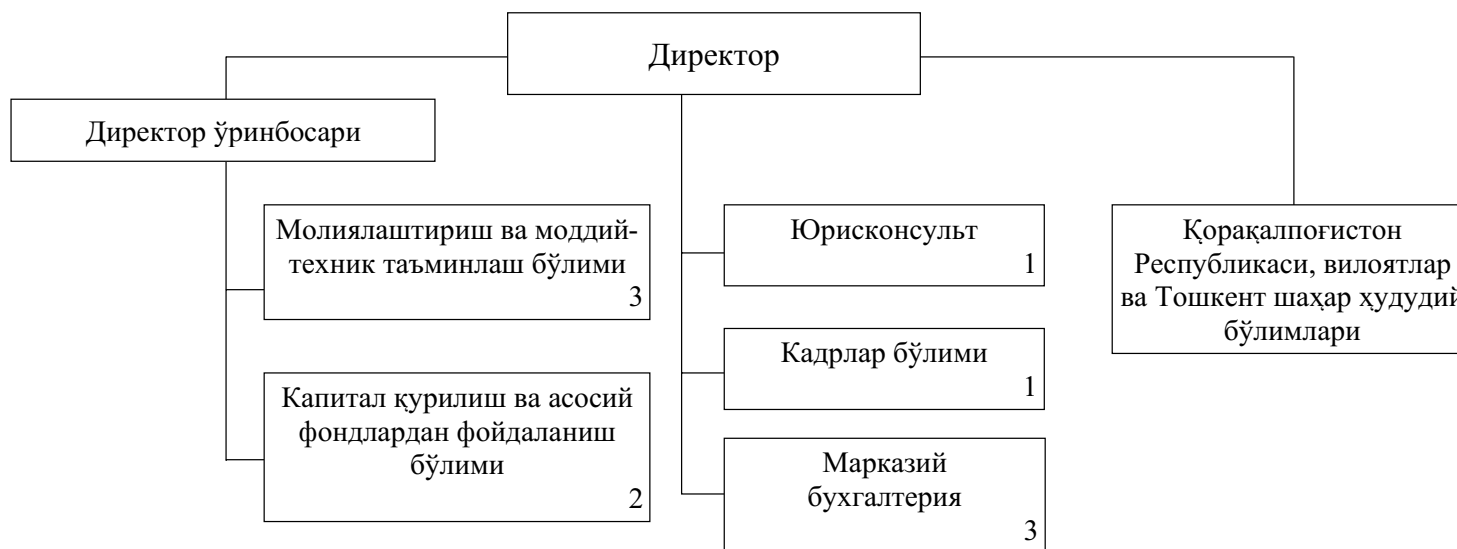 Директор
Директор ўринбосари
Молиялаштириш ва моддий-
техник таъминлаш бўлими
3
Капитал қурилиш ва асосий
фондлардан фойдаланиш
бўлими
2
Юрисконсульт
1
Кадрлар бўлими
1
Марказий
бухгалтерия
3
Қорақалпоғистон
Республикаси, вилоятлар
ва Тошкент шаҳар ҳудудий
бўлимлари